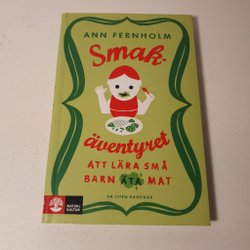 ANN FERNHOLM
Smak-
äventyret
ATT LÄRA SMÅ
BARN ÄTA MAT
EN LITEN HANDBOK
NATUR &
KULTUR